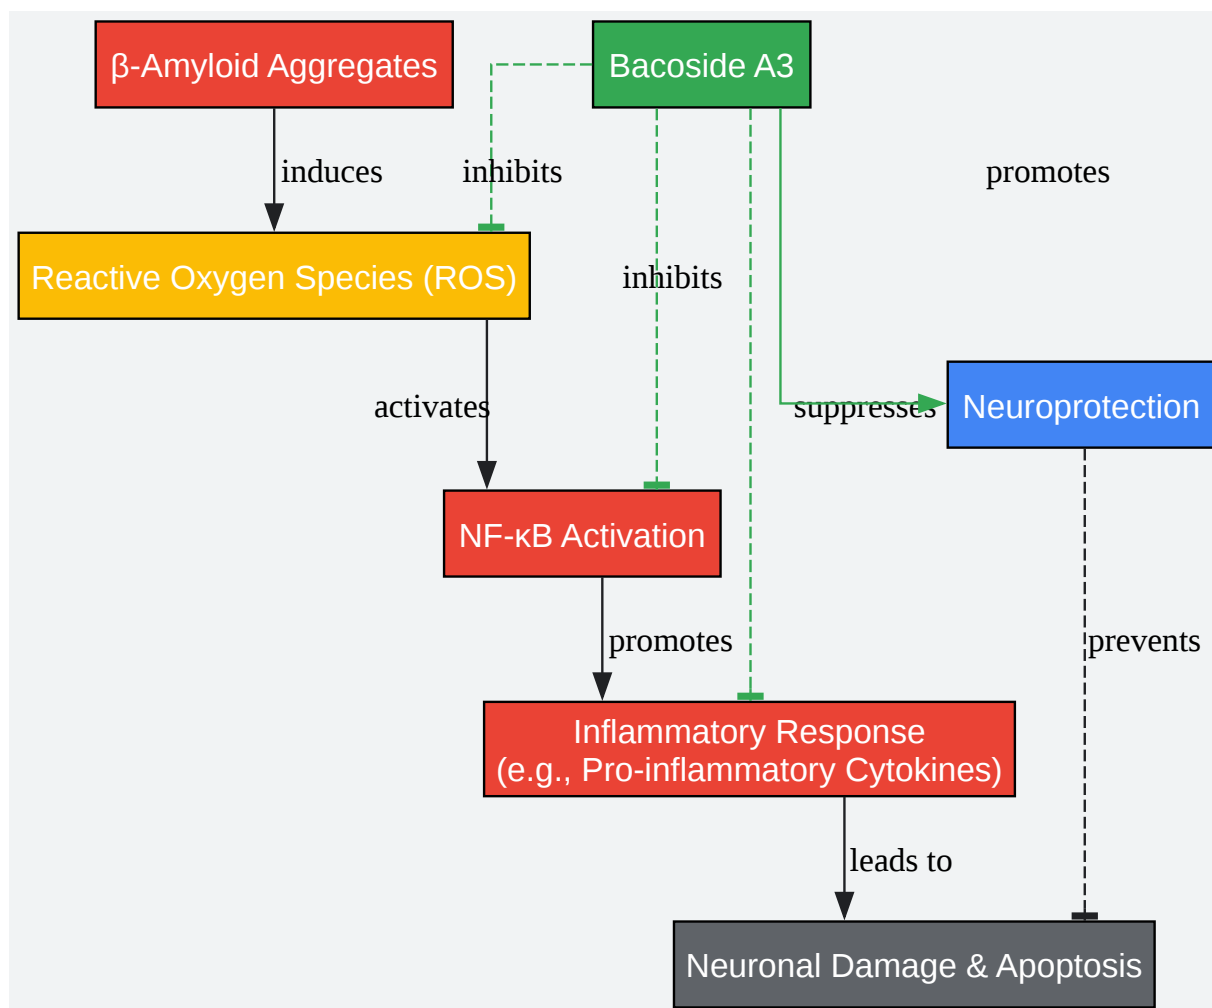 β-Amyloid Aggregates
Bacoside A3
induces
inhibits
promotes
Reactive Oxygen Species (ROS)
inhibits
activates
suppresses
Neuroprotection
NF-κB Activation
promotes
prevents
Inflammatory Response
(e.g., Pro-inflammatory Cytokines)
leads to
Neuronal Damage & Apoptosis